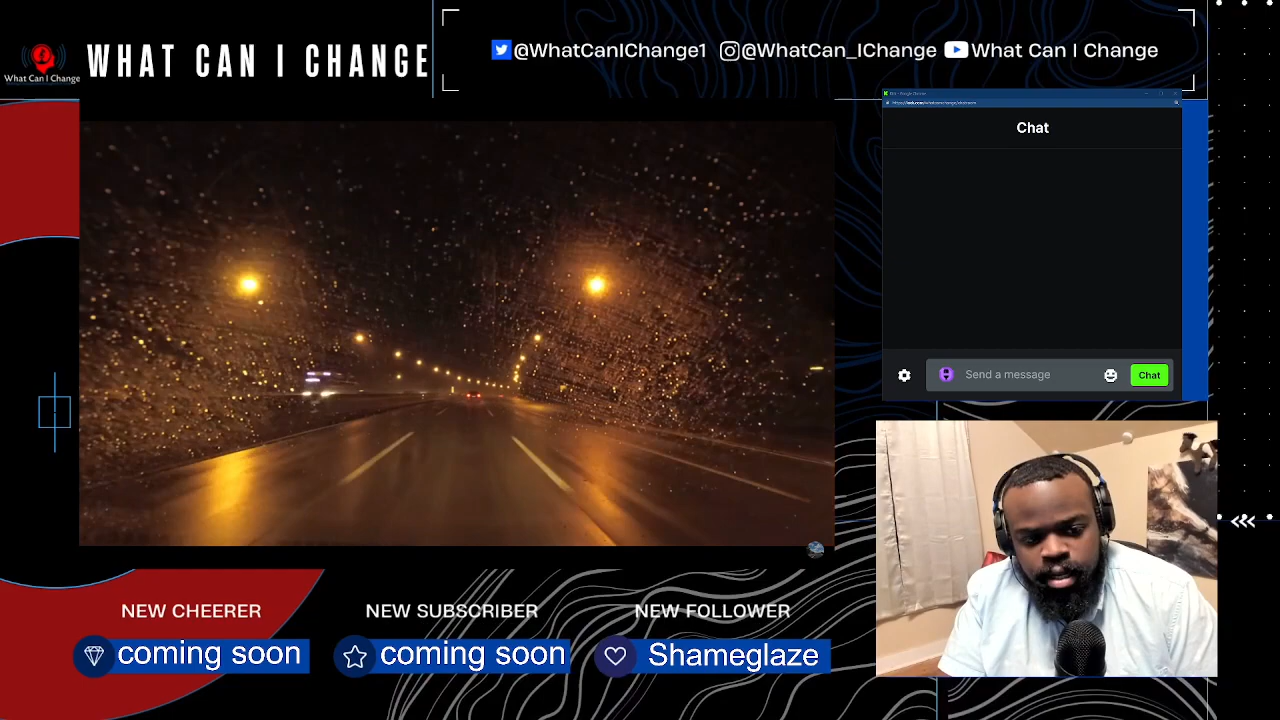 WHAT CAN I CHANGE
What Can I Change
@WhatCanIChange1
@WhatCan_IChange
What Can I Change
Chat
Send a message
Chat
NEW CHEERER
NEW SUBSCRIBER
NEW FOLLOWER
coming soon
coming soon
Shameglaze